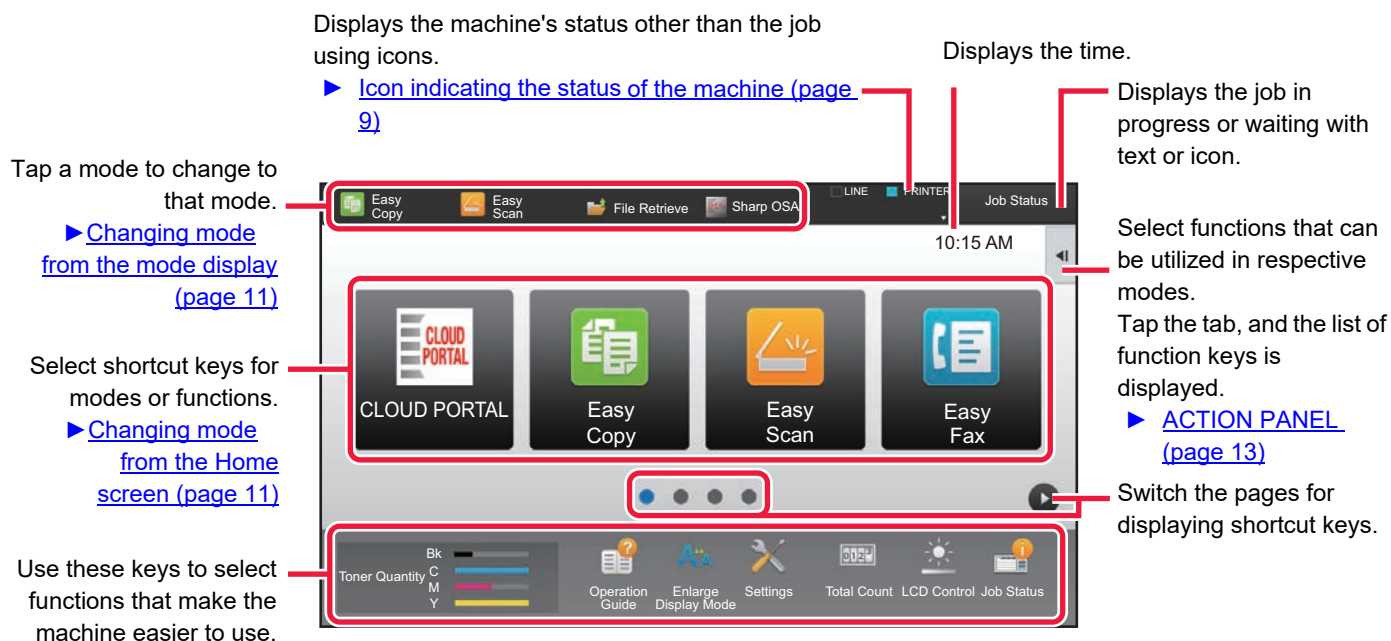 Displays the machine's status other than the job
using icons.
► Icon indicating the status of the machine (page
9)
Displays the time.
Displays the job in
progress or waiting with
text or icon.
Tap a mode to change to
that mode.
►Changing mode
from the mode display
(page 11)
Select shortcut keys for
modes or functions.
►Changing mode
from the Home
screen (page 11)
Use these keys to select
functions that make the
machine easier to use.
Select functions that can
be utilized in respective
modes.
Tap the tab, and the list of
function keys is
displayed.
► ACTION PANEL
(page 13)
Switch the pages for
displaying shortcut keys.
Easy
Copy
Easy
Scan
File Retrieve
Sharp OSA
LINE
PRINTER
Job Status
10:15 AM
CLOUD
PORTAL
CLOUD PORTAL
Easy
Copy
Easy
Scan
Easy
Fax
Toner Quantity
Bk
C
M
Y
Operation
Guide
Enlarge
Display Mode
Settings
Total Count
LCD Control
Job Status